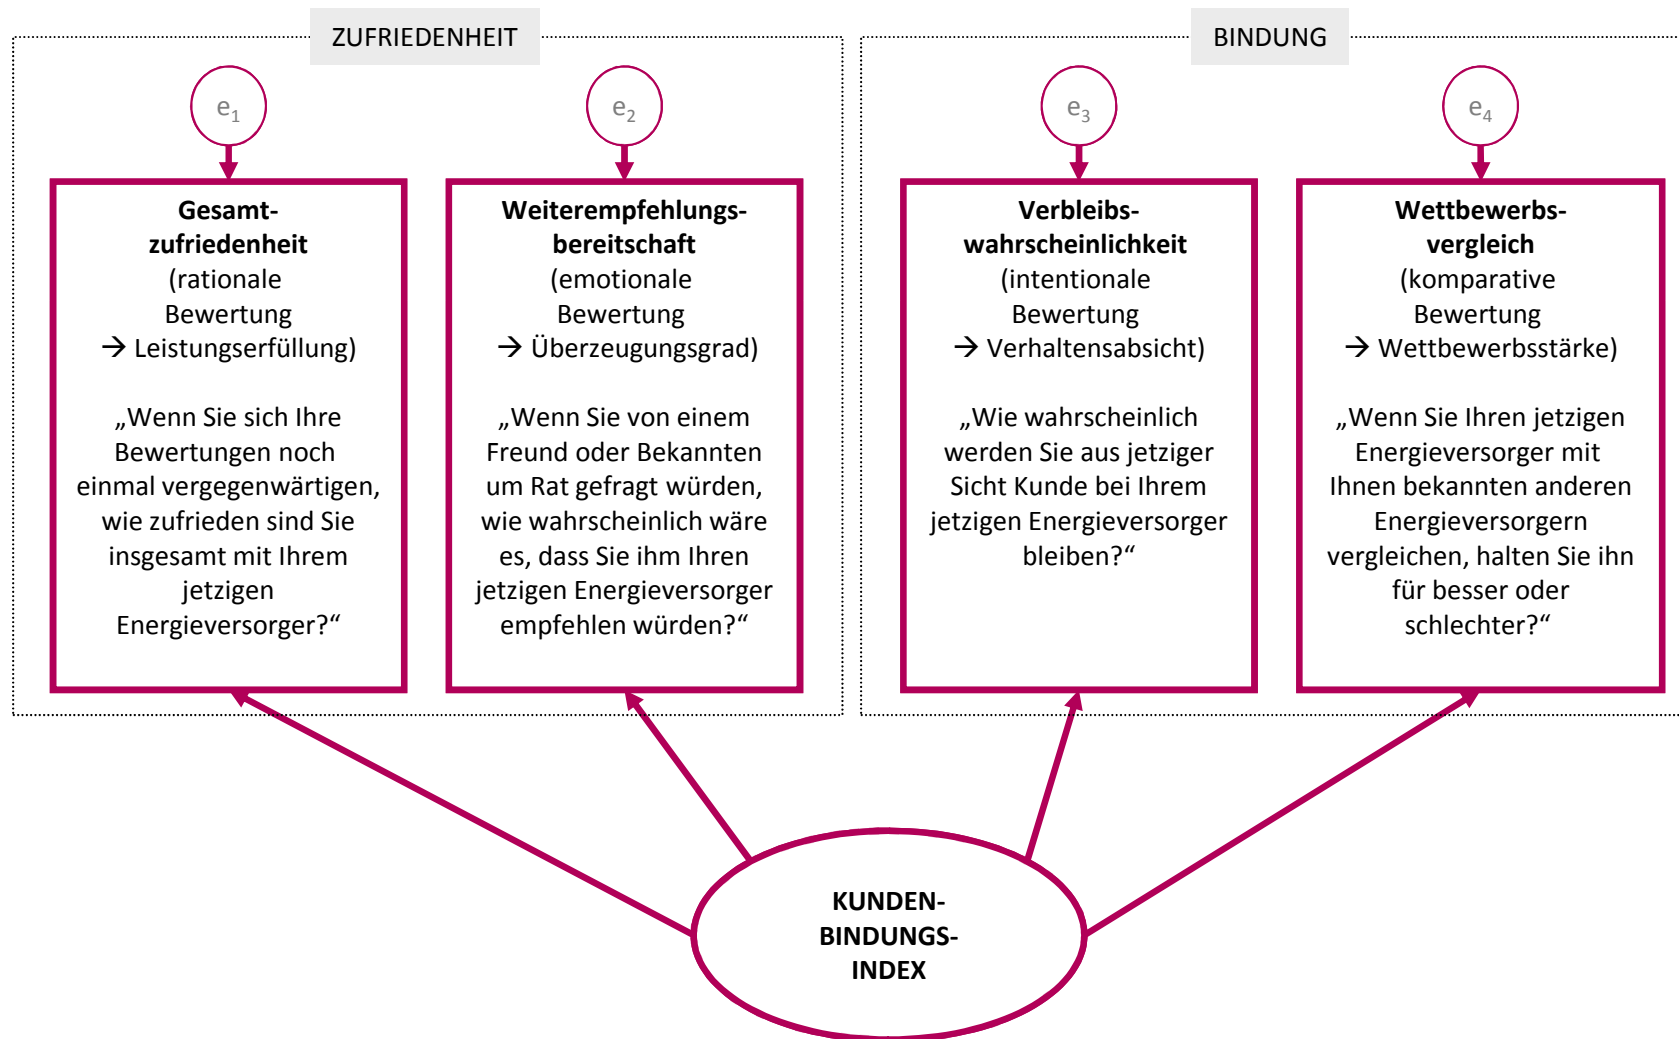 ZUFRIEDENHEIT
e1
e2
Gesamt-
zufriedenheit
(rationale
Bewertung
→ Leistungserfüllung)
„Wenn Sie sich Ihre
Bewertungen noch
einmal vergegenwärtigen,
wie zufrieden sind Sie
insgesamt mit Ihrem
jetzigen
Energieversorger?“
Weiterempfehlungs-
bereitschaft
(emotionale
Bewertung
→ Überzeugungsgrad)
„Wenn Sie von einem
Freund oder Bekannten
um Rat gefragt würden,
wie wahrscheinlich wäre
es, dass Sie ihm Ihren
jetzigen Energieversorger
empfehlen würden?“
BINDUNG
e3
e4
Verbleibs-
wahrscheinlichkeit
(intentionale
Bewertung
→ Verhaltensabsicht)
„Wie wahrscheinlich
werden Sie aus jetziger
Sicht Kunde bei Ihrem
jetzigen Energieversorger
bleiben?“
Wettbewerbs-
vergleich
(komparative
Bewertung
→ Wettbewerbsstärke)
„Wenn Sie Ihren jetzigen
Energieversorger mit
Ihnen bekannten anderen
Energieversorgern
vergleichen, halten Sie ihn
für besser oder
schlechter?“
KUNDEN-
BINDUNGS-
INDEX